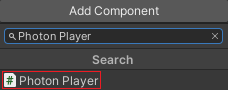 Add Component
Photon Player
Search
# Photon Player